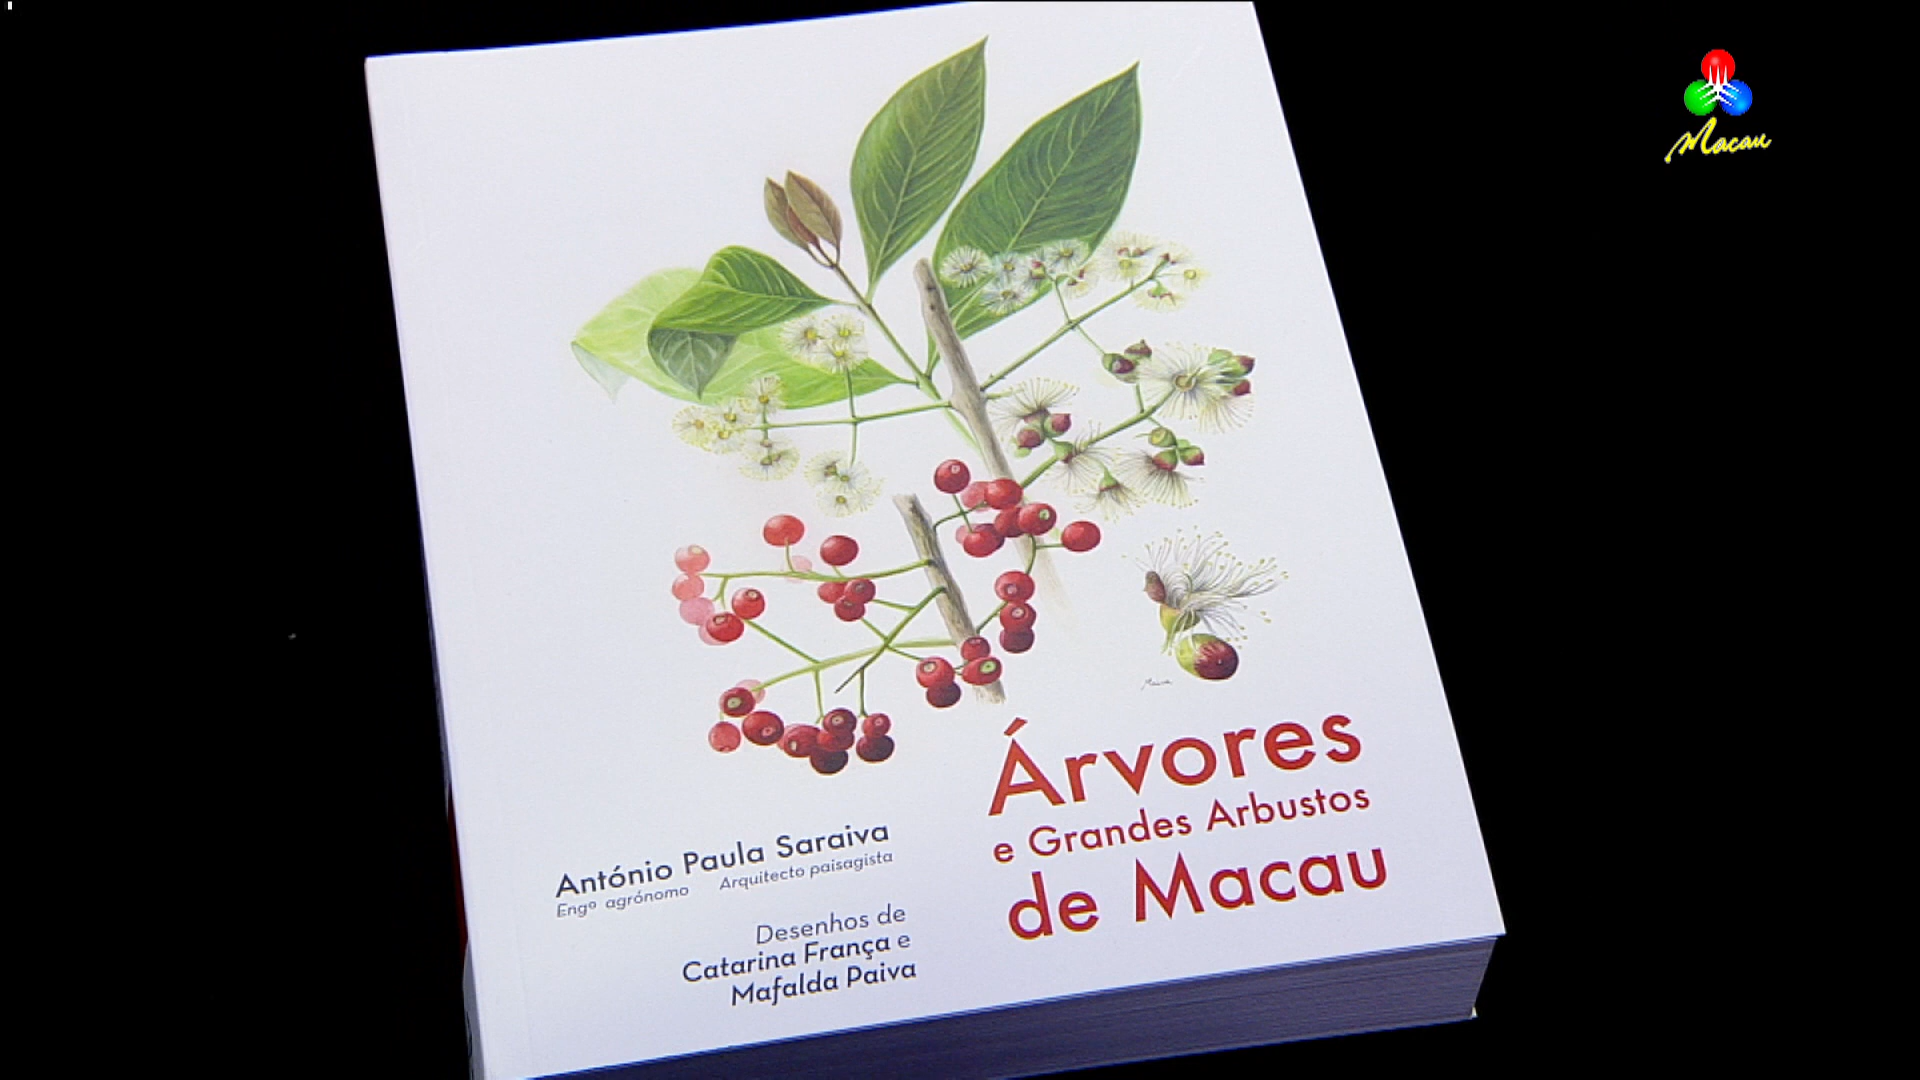 Macau
Árvores
e Grandes Arbustos
de Macau
António Paula Saraiva
Engº agrónomo Arquitecto paisagista
Desenhos de
Catarina França e
Mafalda Paiva